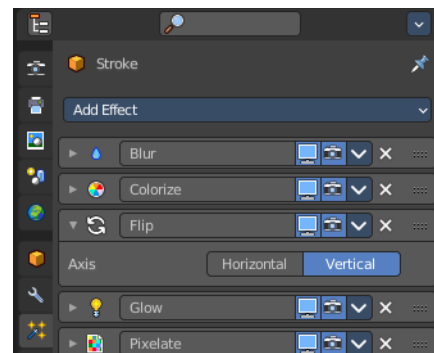 Stroke
Add Effect
Blur
Colorize
Flip
Axis Horizontal Vertical
Glow
Pixelate